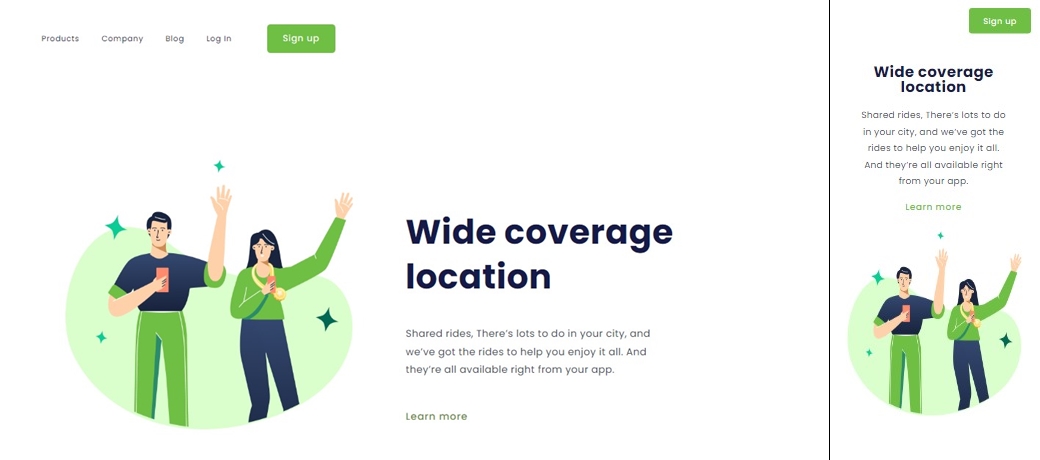 Products Company Blog Log In Sign up
Wide coverage
location
Shared rides, There's lots to do in your city, and
we've got the rides to help you enjoy it all. And
they're all available right from your app.
Learn more
Sign up
Wide coverage
location
Shared rides, There's lots to do
in your city, and we've got the
rides to help you enjoy it all.
And they're all available right
from your app.
Learn more